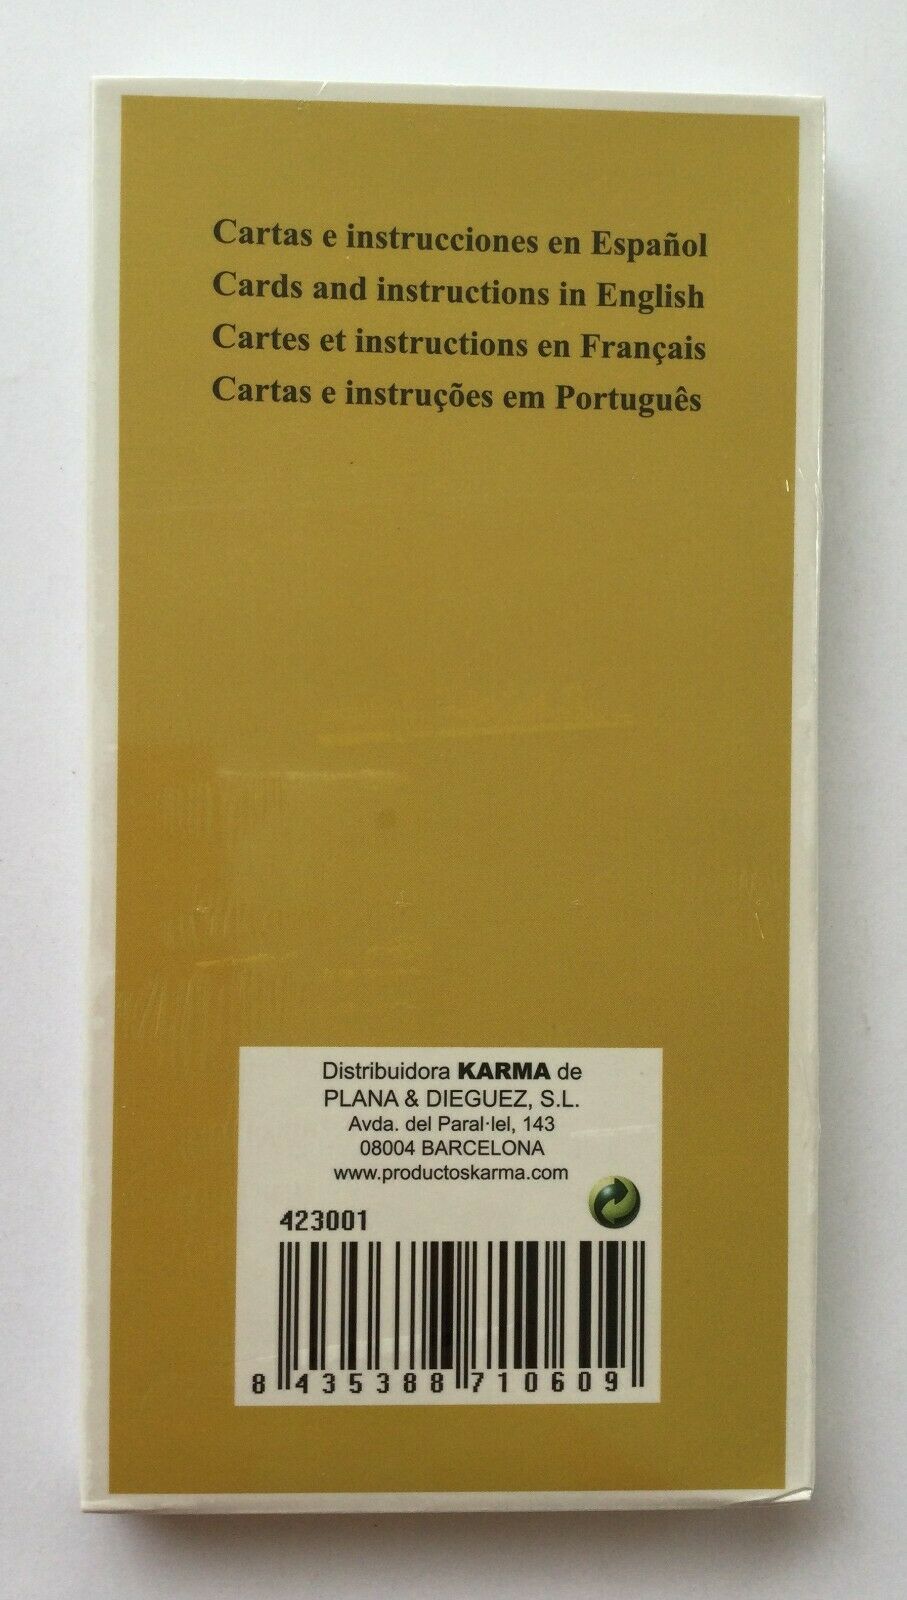 Cartas e instrucciones en Español
Cards and instructions in English
Cartes et instructions en Français
Cartas e instruções em Português
Distribuidora KARMA de
PLANA & DIEGUEZ, S.L.
Avda. del Paral·lel, 143
08004 BARCELONA
www.productoskarma.com
423001
8 435388 710609